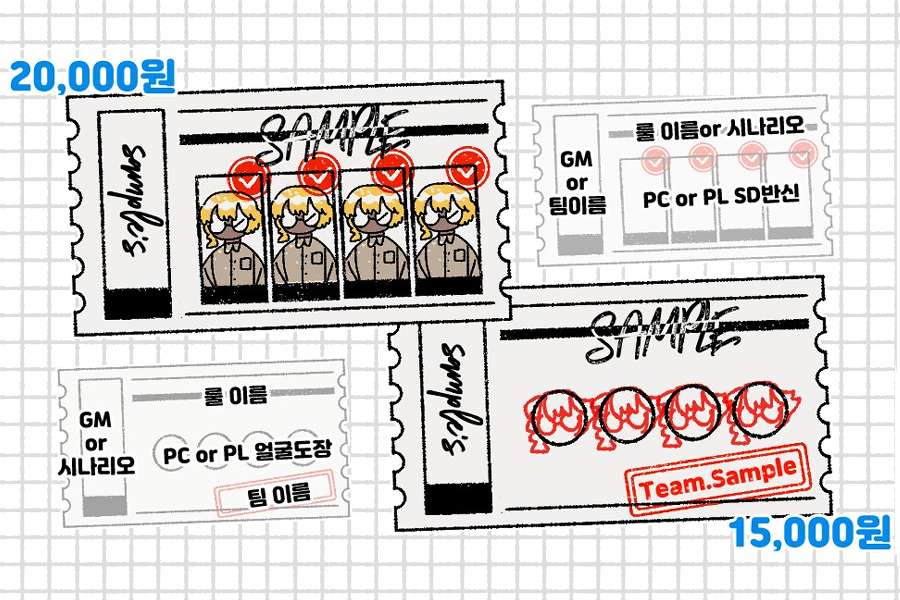 20,000원
SAMPLE
samples
룰 이름or 시나리오
GM
or
팀이름
PC or PL SD반신
SAMPLE
samples
Team.Sample
룰 이름
GM
or
시나리오
PC or PL 얼굴도장
팀 이름
15,000원